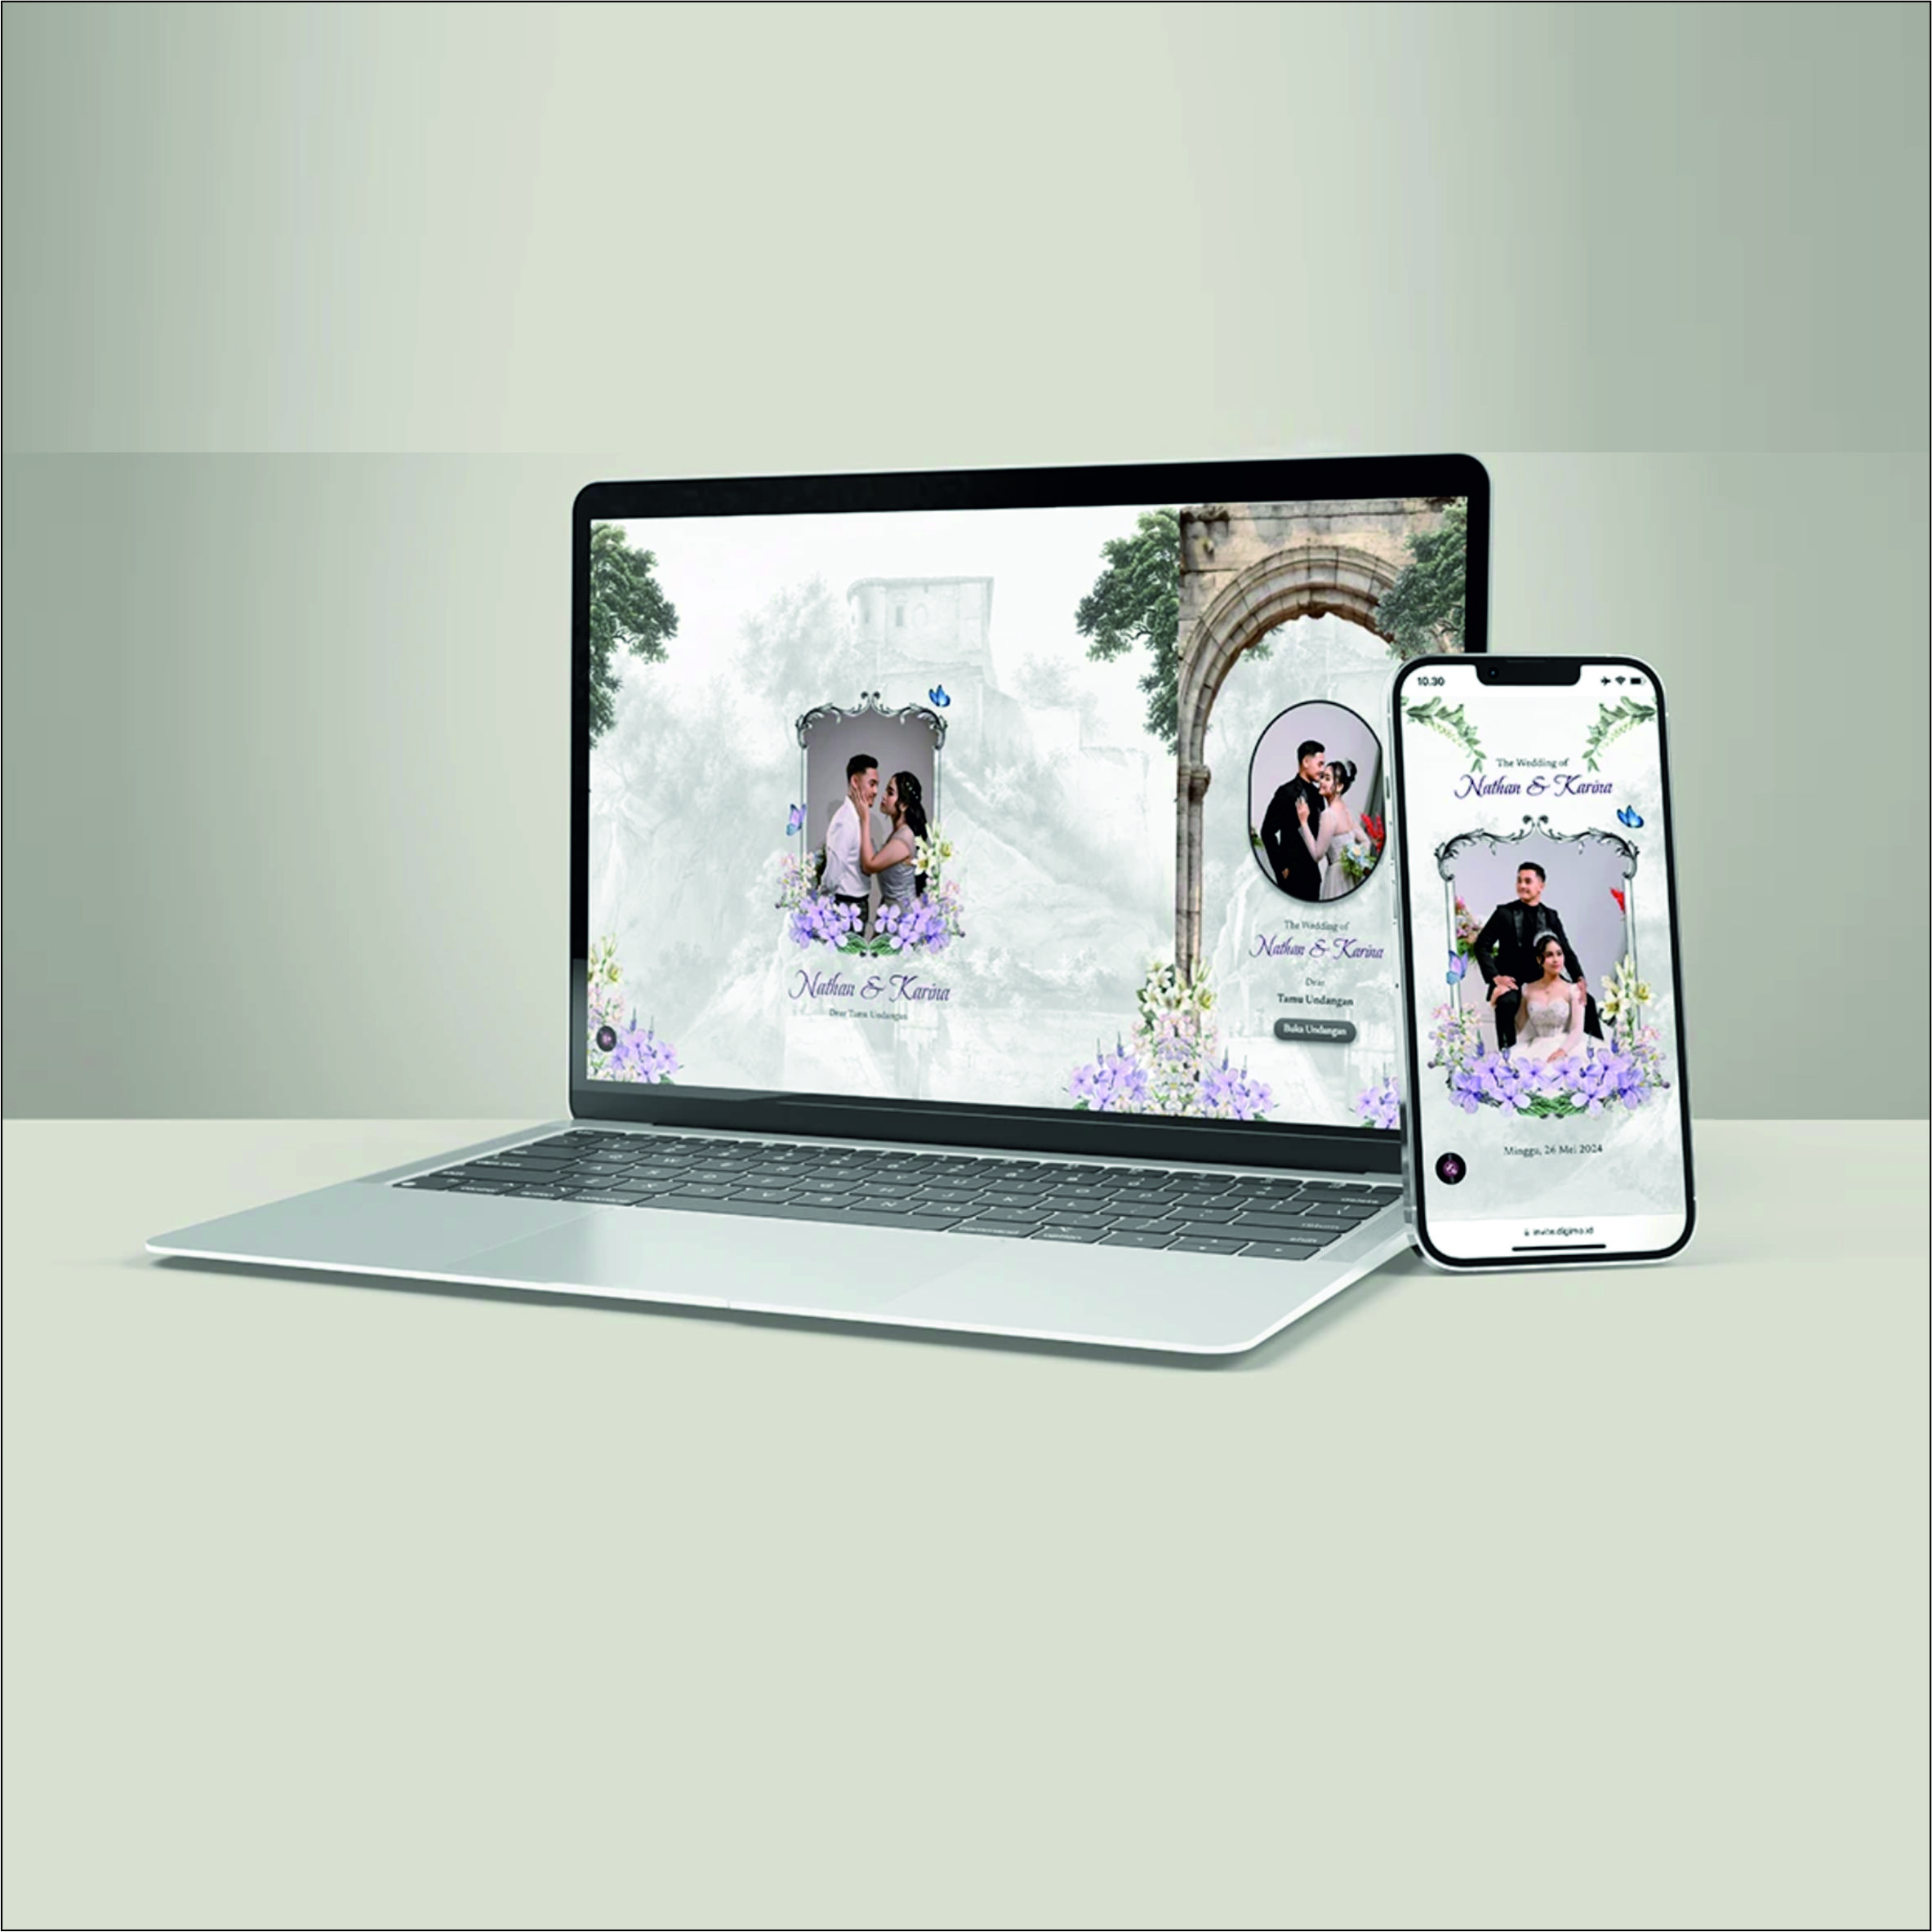 Nathan & Karina
Dear Tamu Undangan
The Wedding of
Nathan & Karina
Dear
Tamu Undangan
Buka Undangan
10.30
The Wedding of
Nathan & Karina
Minggu, 26 Mei 2024
invite.digimo.id